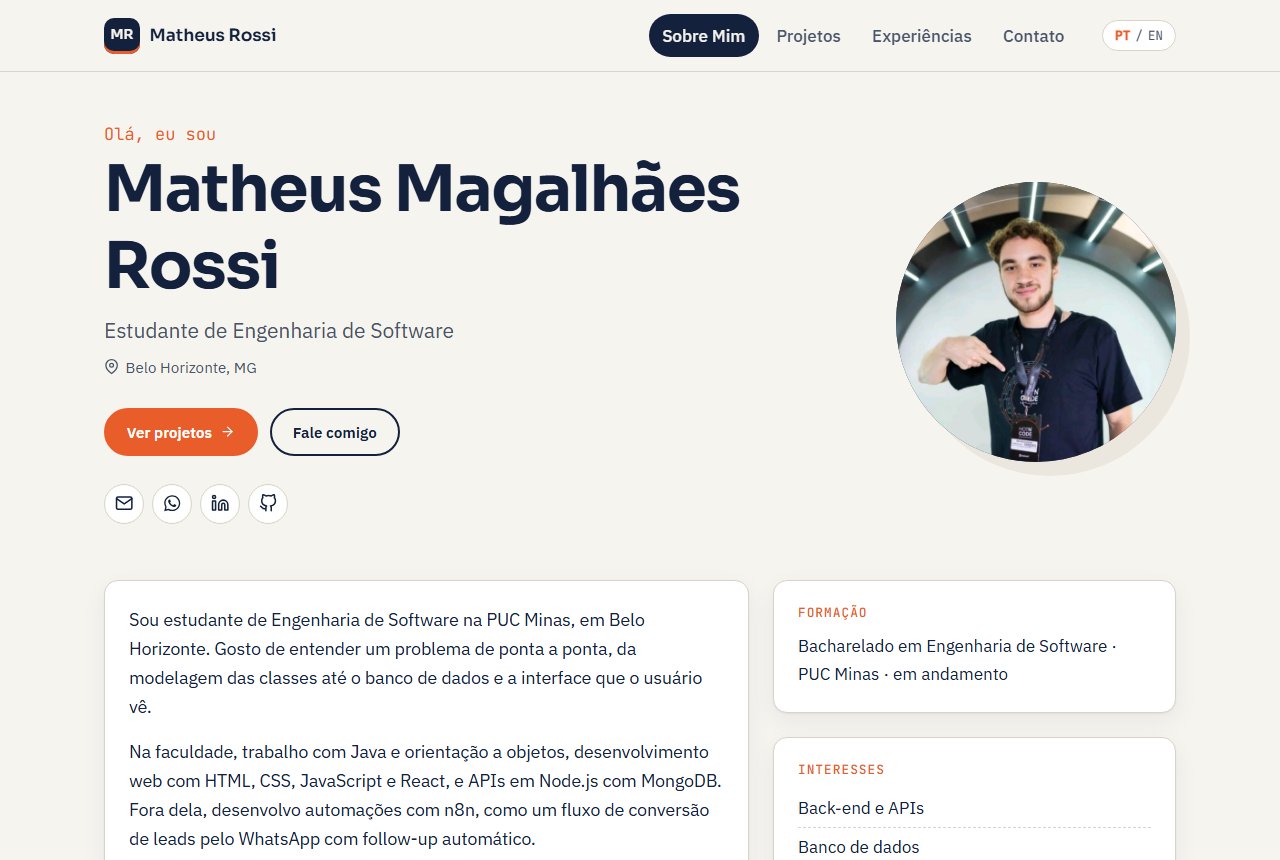 MR
Matheus Rossi
Sobre Mim
Projetos
Experiências
Contato
PT / EN
Olá, eu sou
Matheus Magalhães
Rossi
Estudante de Engenharia de Software
Belo Horizonte, MG
Ver projetos →
Fale comigo
Sou estudante de Engenharia de Software na PUC Minas, em Belo
Horizonte. Gosto de entender um problema de ponta a ponta, da
modelagem das classes até o banco de dados e a interface que o usuário
vê.
Na faculdade, trabalho com Java e orientação a objetos, desenvolvimento
web com HTML, CSS, JavaScript e React, e APIs em Node.js com MongoDB.
Fora dela, desenvolvo automações com n8n, como um fluxo de conversão
de leads pelo WhatsApp com follow-up automático.
FORMAÇÃO
Bacharelado em Engenharia de Software ·
PUC Minas · em andamento
INTERESSES
Back-end e APIs
Banco de dados